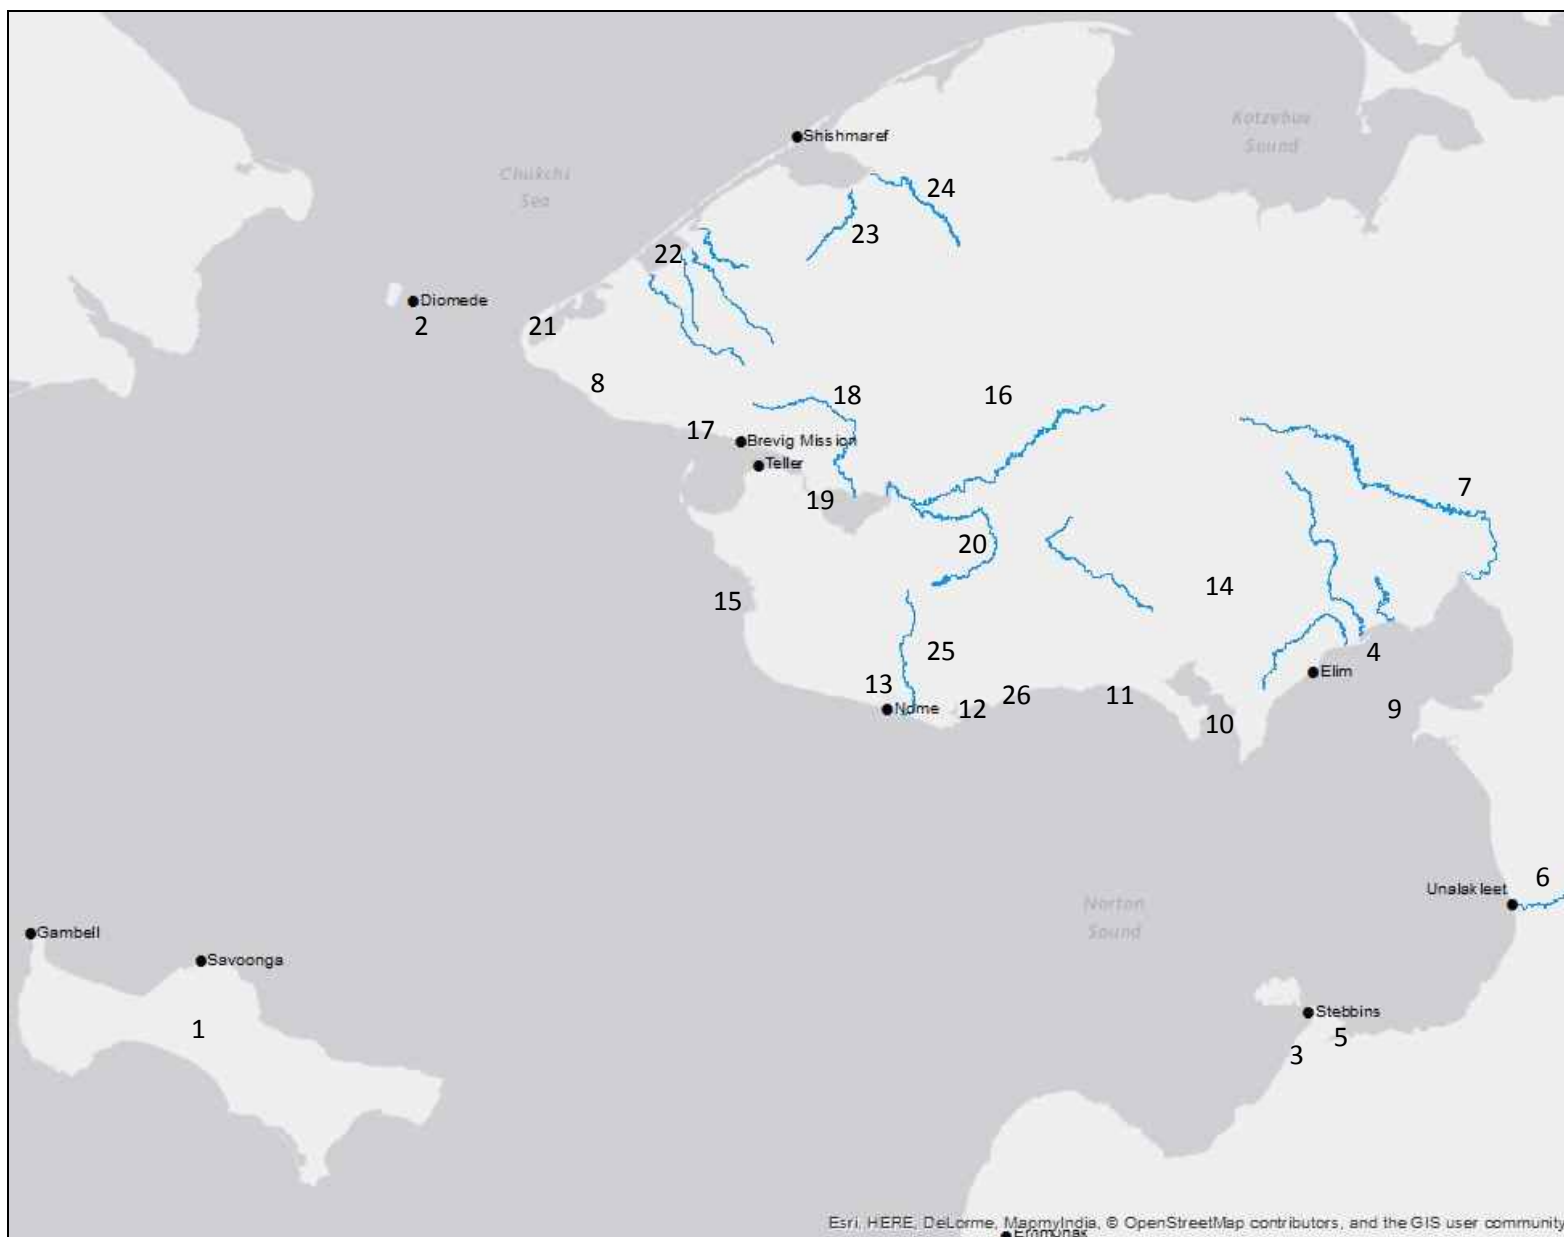 Shishmaref
Kotzebue
Sound
Chukchi
Sea
24
23
22
Diomede
2
21
8
18
16
17
Brevig Mission
Teller
19
7
20
14
15
25
4
Elim
13
Nome
12
26
11
10
9
6
Unalakleet
Norton
Sound
Gambell
Savoonga
1
Stebbins
5
3
Esri, HERE, DeLorme, MapmyIndia, © OpenStreetMap contributors, and the GIS user community
Emmonak